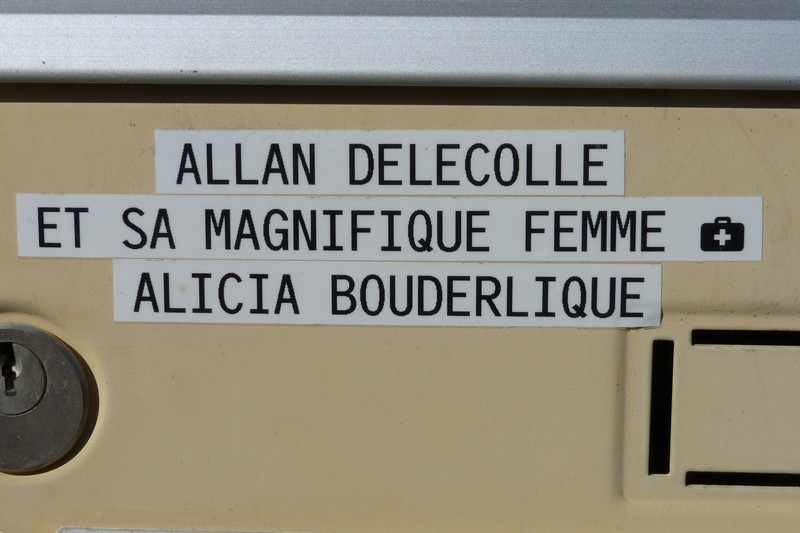 ALLAN DELECOLLE
ET SA MAGNIFIQUE FEMME
ALICIA BOUDERLIQUE